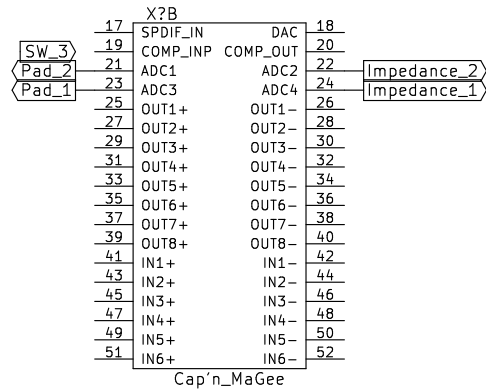 X?B
17 SPDIF_IN DAC 18
SW_3 19 COMP_INP COMP_OUT 20
Pad_2 21 ADC1 ADC2 22 Impedance_2
Pad_1 23 ADC3 ADC4 24 Impedance_1
25 OUT1+ OUT1- 26
27 OUT2+ OUT2- 28
29 OUT3+ OUT3- 30
31 OUT4+ OUT4- 32
33 OUT5+ OUT5- 34
35 OUT6+ OUT6- 36
37 OUT7+ OUT7- 38
39 OUT8+ OUT8- 40
41 IN1+ IN1- 42
43 IN2+ IN2- 44
45 IN3+ IN3- 46
47 IN4+ IN4- 48
49 IN5+ IN5- 50
51 IN6+ IN6- 52
Cap'n_MaGee